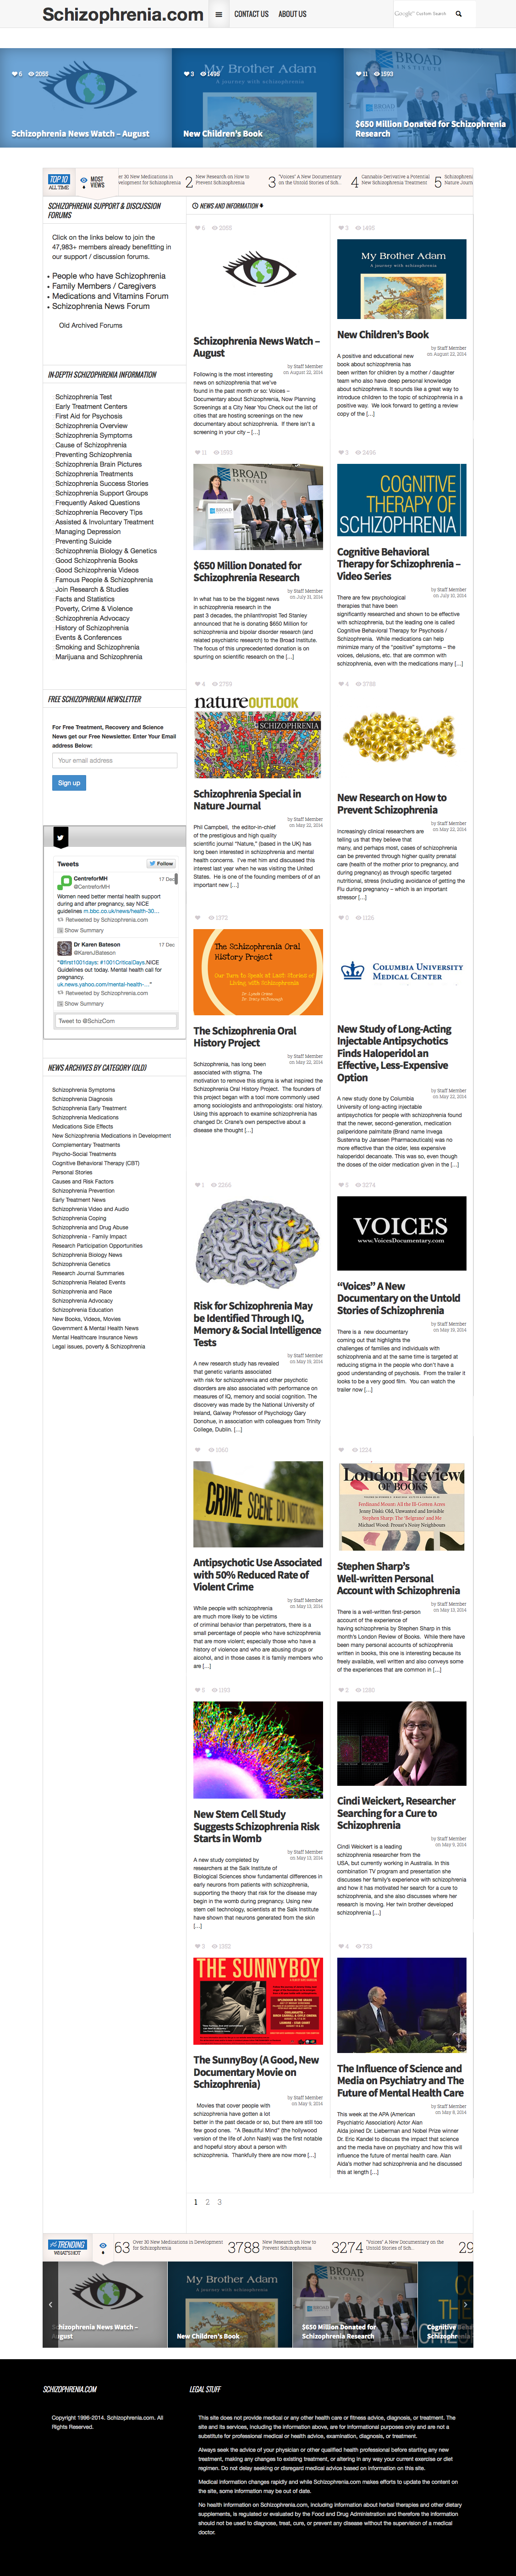 Schizophrenia.com
CONTACT US
ABOUT US
Google Custom Search
6 2055
Schizophrenia News Watch – August
3 1495
New Children's Book
11 1593
$650 Million Donated for Schizophrenia
Research
TOP 10
ALL TIME
MOST
VIEWS
er 30 New Medications in
velopment for Schizophrenia
2
New Research on How to
Prevent Schizophrenia
3
"Voices" A New Documentary
on the Untold Stories of Sch..
4
Cannabis-Derivative a Potential
New Schizophrenia Treatment
5
Schizophrenia
Nature Journ
SCHIZOPHRENIA SUPPORT & DISCUSSION
FORUMS
Click on the links below to join the
47,983+ members already benefiting in
our support / discussion forums.
People who have Schizophrenia
Family Members / Caregivers
Medications and Vitamins Forum
Schizophrenia News Forum
Old Archived Forums
IN-DEPTH SCHIZOPHRENIA INFORMATION
Schizophrenia Test
Early Treatment Centers
First Aid for Psychosis
Schizophrenia Overview
Schizophrenia Symptoms
Cause of Schizophrenia
Preventing Schizophrenia
Schizophrenia Brain Pictures
Schizophrenia Treatments
Schizophrenia Success Stories
Schizophrenia Support Groups
Frequently Asked Questions
Schizophrenia Recovery Tips
Assisted & Involuntary Treatment
Managing Depression
Preventing Suicide
Schizophrenia Biology & Genetics
Good Schizophrenia Books
Good Schizophrenia Videos
Famous People & Schizophrenia
Join Research & Studies
Facts and Statistics
Poverty, Crime & Violence
Schizophrenia Advocacy
History of Schizophrenia
Events & Conferences
Smoking and Schizophrenia
Marijuana and Schizophrenia
FREE SCHIZOPHRENIA NEWSLETTER
For Free Treatment, Recovery and Science
News get our Free Newsletter. Enter Your Email
address Below:
Your email address
Sign up
Tweets
Follow
CentreforMH
17 Dec
@CentreforMH
Women need better mental health support
during and after pregnancy, say NICE
guidelines m.bbc.co.uk/news/health-30...
Retweeted by Schizophrenia.com
Show Summary
Dr Karen Bateson
17 Dec
@KarenJBateson
"@first1001days: #1001CriticalDays.NICE
Guidelines out today. Mental health call for
pregnancy.
uk.news.yahoo.com/mental-health-..."
Retweeted by Schizophrenia.com
Show Summary
Tweet to @SchizCom
NEWS ARCHIVES BY CATEGORY (OLD)
Schizophrenia Symptoms
Schizophrenia Diagnosis
Schizophrenia Early Treatment
Schizophrenia Medications
Medications Side Effects
New Schizophrenia Medications in Development
Complementary Treatments
Psycho-Social Treatments
Cognitive Behavioral Therapy (CBT)
Personal Stories
Causes and Risk Factors
Schizophrenia Prevention
Early Treatment News
Schizophrenia Video and Audio
Schizophrenia Coping
Schizophrenia and Drug Abuse
Schizophrenia - Family Impact
Research Participation Opportunities
Schizophrenia Biology News
Schizophrenia Genetics
Research Journal Summaries
Schizophrenia Related Events
Schizophrenia and Race
Schizophrenia Advocacy
Schizophrenia Education
New Books, Videos, Movies
Government & Mental Health News
Mental Healthcare Insurance News
Legal issues, poverty & Schizophrenia
NEWS AND INFORMATION
Schizophrenia News Watch –
August
by Staff Member
on August 22, 2014
Following is the most interesting
news on schizophrenia that we've
found in the past month or so: Voices –
Documentary about Schizophrenia, Now Planning
Screenings at a City Near You Check out the list of
cities that are hosting screenings on the new
documentary about schizophrenia. If there isn't a
screening in your city – [...]
My Brother Adam
A journey with schizophrenia
New Children's Book
by Staff Member
on August 22, 2014
A positive and educational new
book about schizophrenia has
been written for children by a mother / daughter
team who also have deep personal knowledge
about schizophrenia. It sounds like a great way to
introduce children to the topic of schizophrenia in a
positive way. We look forward to getting a review
copy of the [...]
BROAD
INSTITUTE
$650 Million Donated for
Schizophrenia Research
by Staff Member
on July 31, 2014
In what has to be the biggest news
in schizophrenia research in the
past 3 decades, the philanthropist Ted Stanley
announced that he is donating $650 Million for
schizophrenia and bipolar disorder research (and
related psychiatric research) to the Broad Institute.
The focus of this unprecedented donation is on
spurring on scientific research on the [...]
COGNITIVE
THERAPY OF
SCHIZOPHRENIA
Cognitive Behavioral
Therapy for Schizophrenia –
Video Series
by Staff Member
on July 10, 2014
There are few psychological
therapies that have been
significantly researched and shown to be effective
with schizophrenia, but the leading one is called
Cognitive Behavioral Therapy for Psychosis /
Schizophrenia. While medications can help
minimize many of the "positive" symptoms – the
voices, delusions, etc. that are common with
schizophrenia, even with the medications many [...]
nature OUTLOOK
SCHIZOPHRENIA
Schizophrenia Special in
Nature Journal
by Staff Member
on May 22, 2014
Phil Campbell, the editor-in-chief
of the prestigious and high quality
scientific journal "Nature," (based in the UK) has
long been interested in schizophrenia and mental
health concerns. I've met him and discussed this
interest last year when he was visiting the United
States. He is one of the founding members of of an
important new [...]
New Research on How to
Prevent Schizophrenia
by Staff Member
on May 22, 2014
Increasingly clinical researchers are
telling us that they believe that
many, and perhaps most, cases of schizophrenia
can be prevented through higher quality prenatal
care (health of the mother prior to pregnancy, and
during pregnancy) as through specific targeted
nutrition, stress (including avoidance of getting the
Flu during pregnancy – which is an important
stressor [...]
The Schizophrenia Oral
History Project
The Schizophrenia Oral
History Project
by Staff Member
on May 22, 2014
Schizophrenia, has long been
associated with stigma. The
motivation to remove this stigma is what inspired the
Schizophrenia Oral History Project. The founders of
this project began with a tool more commonly used
among sociologists and anthropologists: oral history.
Using this approach to examine schizophrenia has
changed Dr. Crane's own perspective about a
disease she thought [...]
COLUMBIA UNIVERSITY
MEDICAL CENTER
New Study of Long-Acting
Injectable Antipsychotics
Finds Haloperidol an
Effective, Less-Expensive
Option
by Staff Member
on May 22, 2014
A new study done by Columbia
University of long-acting injectable
antipsychotics for people with schizophrenia found
that the newer, second-generation, medication
paliperidone palmitate (Brand name Invega
Sustenna by Janssen Pharmaceuticals) was no
more effective than the older, less expensive
haloperidol decanoate. This was so, even though
the doses of the older medication given in the [...]
Risk for Schizophrenia May
be Identified Through IQ,
Memory & Social Intelligence
Tests
by Staff Member
on May 19, 2014
A new research study has revealed
that genetic variants associated
with risk for schizophrenia and other psychotic
disorders are also associated with performance on
measures of IQ, memory and social cognition. The
discovery was made by the National University of
Ireland, Galway Professor of Psychology Gary
Donohue, in association with colleagues from Trinity
College, Dublin. [...]
VOICES
www.VoicesDocumentary.com
"Voices" A New
Documentary on the Untold
Stories of Schizophrenia
by Staff Member
on May 19, 2014
There is a new documentary
coming out that highlights the
challenges of families and individuals with
schizophrenia and at the same time is targeted at
reducing stigma in the people who don't have a
good understanding of psychosis. From the trailer it
looks to be a very good film. You can watch the
trailer now [...]
CRIME SCENE DO NOT
Antipsychotic Use Associated
with 50% Reduced Rate of
Violent Crime
by Staff Member
on May 13, 2014
While people with schizophrenia
are much more likely to be victims
of criminal behavior than perpetrators, there is a
small percentage of people who have schizophrenia
that are more violent; especially those who have a
history of violence and who are abusing drugs or
alcohol, and in those cases it is family members who
are [...]
London Review
OF BOOKS
Stephen Sharp's
Well-written Personal
Account with Schizophrenia
by Staff Member
on May 13, 2014
There is a well-written first-person
account of the experience of
having schizophrenia by Stephen Sharp in this
month's London Review of Books. While there have
been many personal accounts of schizophrenia
written in books, this one is interesting because its
freely available, well written and also conveys some
of the experiences that are common in [...]
New Stem Cell Study
Suggests Schizophrenia Risk
Starts in Womb
by Staff Member
on May 13, 2014
A new study completed by
researchers at the Salk Institute of
Biological Sciences show fundamental differences in
early neurons from patients with schizophrenia,
supporting the theory that risk for the disease may
begin in the womb during pregnancy. Using new
stem cell technology, scientists at the Salk Institute
have shown that neurons generated from the skin
[...]
Cindi Weickert, Researcher
Searching for a Cure to
Schizophrenia
by Staff Member
on May 9, 2014
Cindi Weickert is a leading
schizophrenia researcher from the
USA, but currently working in Australia. In this
combination TV program and presentation she
discusses her family's experience with schizophrenia
and how it has motivated her search for a cure to
schizophrenia, and she also discusses where her
research is moving. Her twin brother developed
schizophrenia [...]
THE SUNNYBOY
The SunnyBoy (A Good, New
Documentary Movie on
Schizophrenia)
by Staff Member
on May 9, 2014
Movies that cover people with
schizophrenia have gotten a lot
better in the past decade or so, but there are still too
few good ones. "A Beautiful Mind" (the hollywood
version of the life of John Nash) was the first notable
and hopeful story about a person with
schizophrenia. Thankfully there are now more [...]
The Influence of Science and
Media on Psychiatry and The
Future of Mental Health Care
by Staff Member
on May 9, 2014
This week at the APA (American
Psychiatric Association) Actor Alan
Alda joined Dr. Lieberman and Nobel Prize winner
Dr. Eric Kandel to discuss the impact that science
and the media have on psychiatry and how this will
influence the future of mental health care. Alan
Alda's mother had schizophrenia and he discussed
this at length [...]
1 2 3
TRENDING
WHAT'S HOT
63
Over 30 New Medications in Development
for Schizophrenia
3788
New Research on How to
Prevent Schizophrenia
3274
"Voices" A New Documentary on the
Untold Stories of Sch..
29
Schizophrenia News Watch –
August
New Children's Book
$650 Million Donated for
Schizophrenia Research
SCHIZOPHRENIA.COM
Copyright 1996-2014. Schizophrenia.com. All
Rights Reserved.
LEGAL STUFF
This site does not provide medical or any other health care or fitness advice, diagnosis, or treatment. The
site and its services, including the information above, are for informational purposes only and are not a
substitute for professional medical or health advice, examination, diagnosis, or treatment.
Always seek the advice of your physician or other qualified health professional before starting any new
treatment, making any changes to existing treatment, or altering in any way your current exercise or diet
regimen. Do not delay seeking or disregard medical advice based on information on this site.
Medical information changes rapidly and while Schizophrenia.com makes efforts to update the content on
the site, some information may be out of date.
No health information on Schizophrenia.com, including information about herbal therapies and other dietary
supplements, is regulated or evaluated by the Food and Drug Administration and therefore the information
should not be used to diagnose, treat, cure, or prevent any disease without the supervision of a medical
doctor.